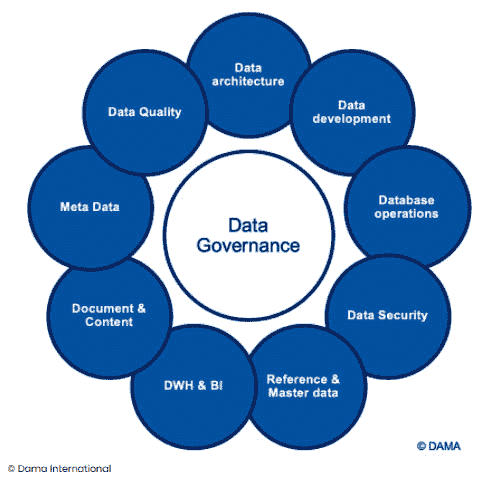 Data
architecture
Data
development
Database
operations
Data Security
Reference &
Master data
DWH & BI
Document &
Content
Meta Data
Data Quality
Data
Governance
© DAMA
© Dama International